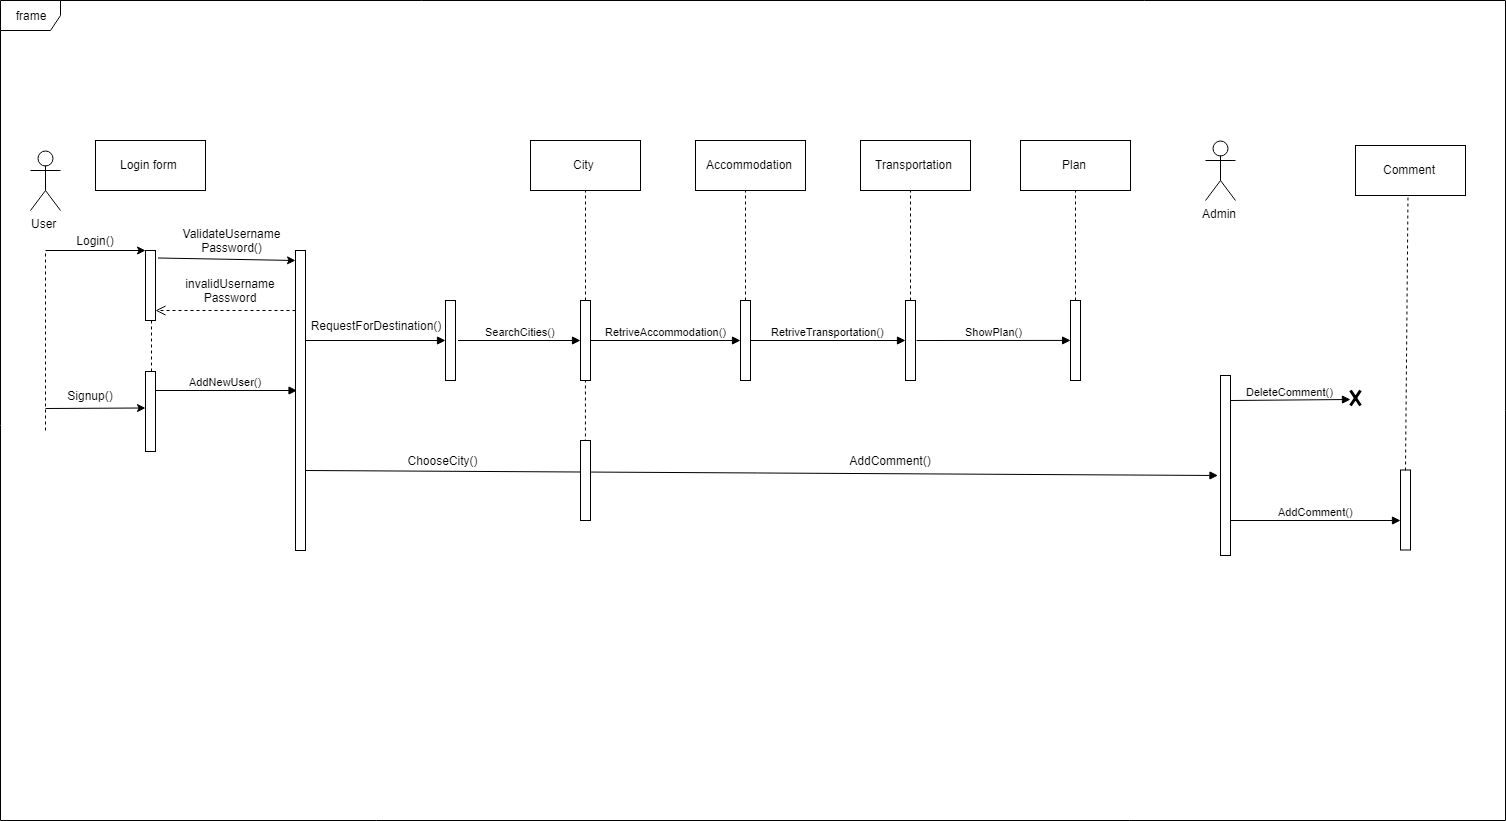 frame
Login form
City
Accommodation
Transportation
Plan
Comment
User
Admin
Login()
ValidateUsername
Password()
invalidUsername
Password
RequestForDestination()
SearchCities()
RetriveAccommodation()
RetriveTransportation()
ShowPlan()
Signup()
AddNewUser()
DeleteComment()
ChooseCity()
AddComment()
AddComment()